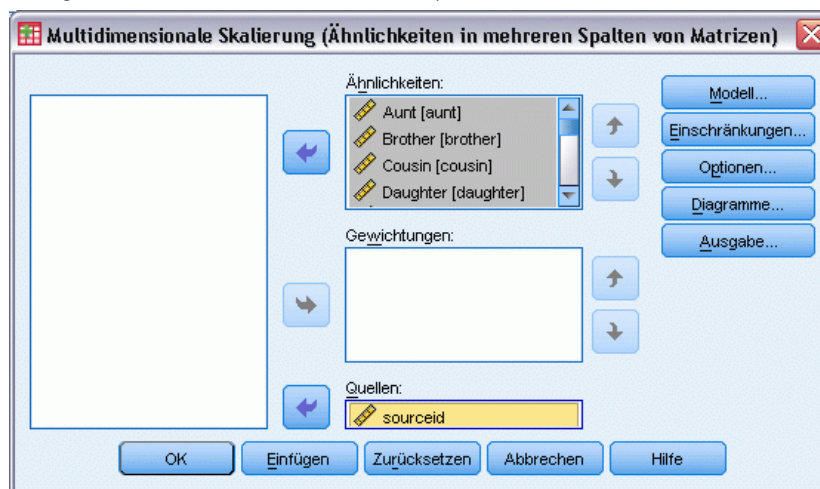 Multidimensionale Skalierung (Ähnlichkeiten in mehreren Spalten von Matrizen)
Ähnlichkeiten:
Aunt [aunt]
Brother [brother]
Cousin [cousin]
Daughter [daughter]
Gewichtungen:
Quellen:
sourceid
Modell...
Einschränkungen...
Optionen...
Diagramme...
Ausgabe...
OK
Einfügen
Zurücksetzen
Abbrechen
Hilfe